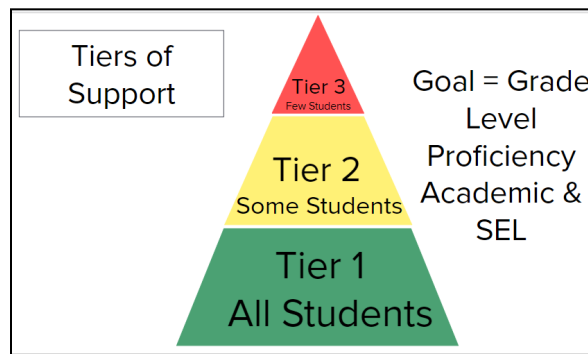 Tiers of
Support
Tier 3
Few Students
Tier 2
Some Students
Tier 1
All Students
Goal = Grade
Level
Proficiency
Academic &
SEL